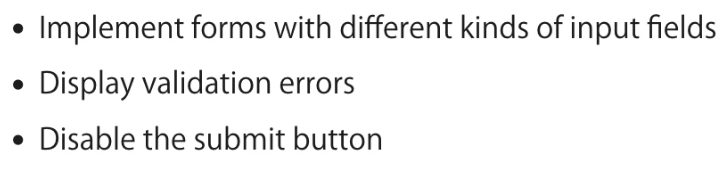 • Implement forms with different kinds of input fields
• Display validation errors
• Disable the submit button